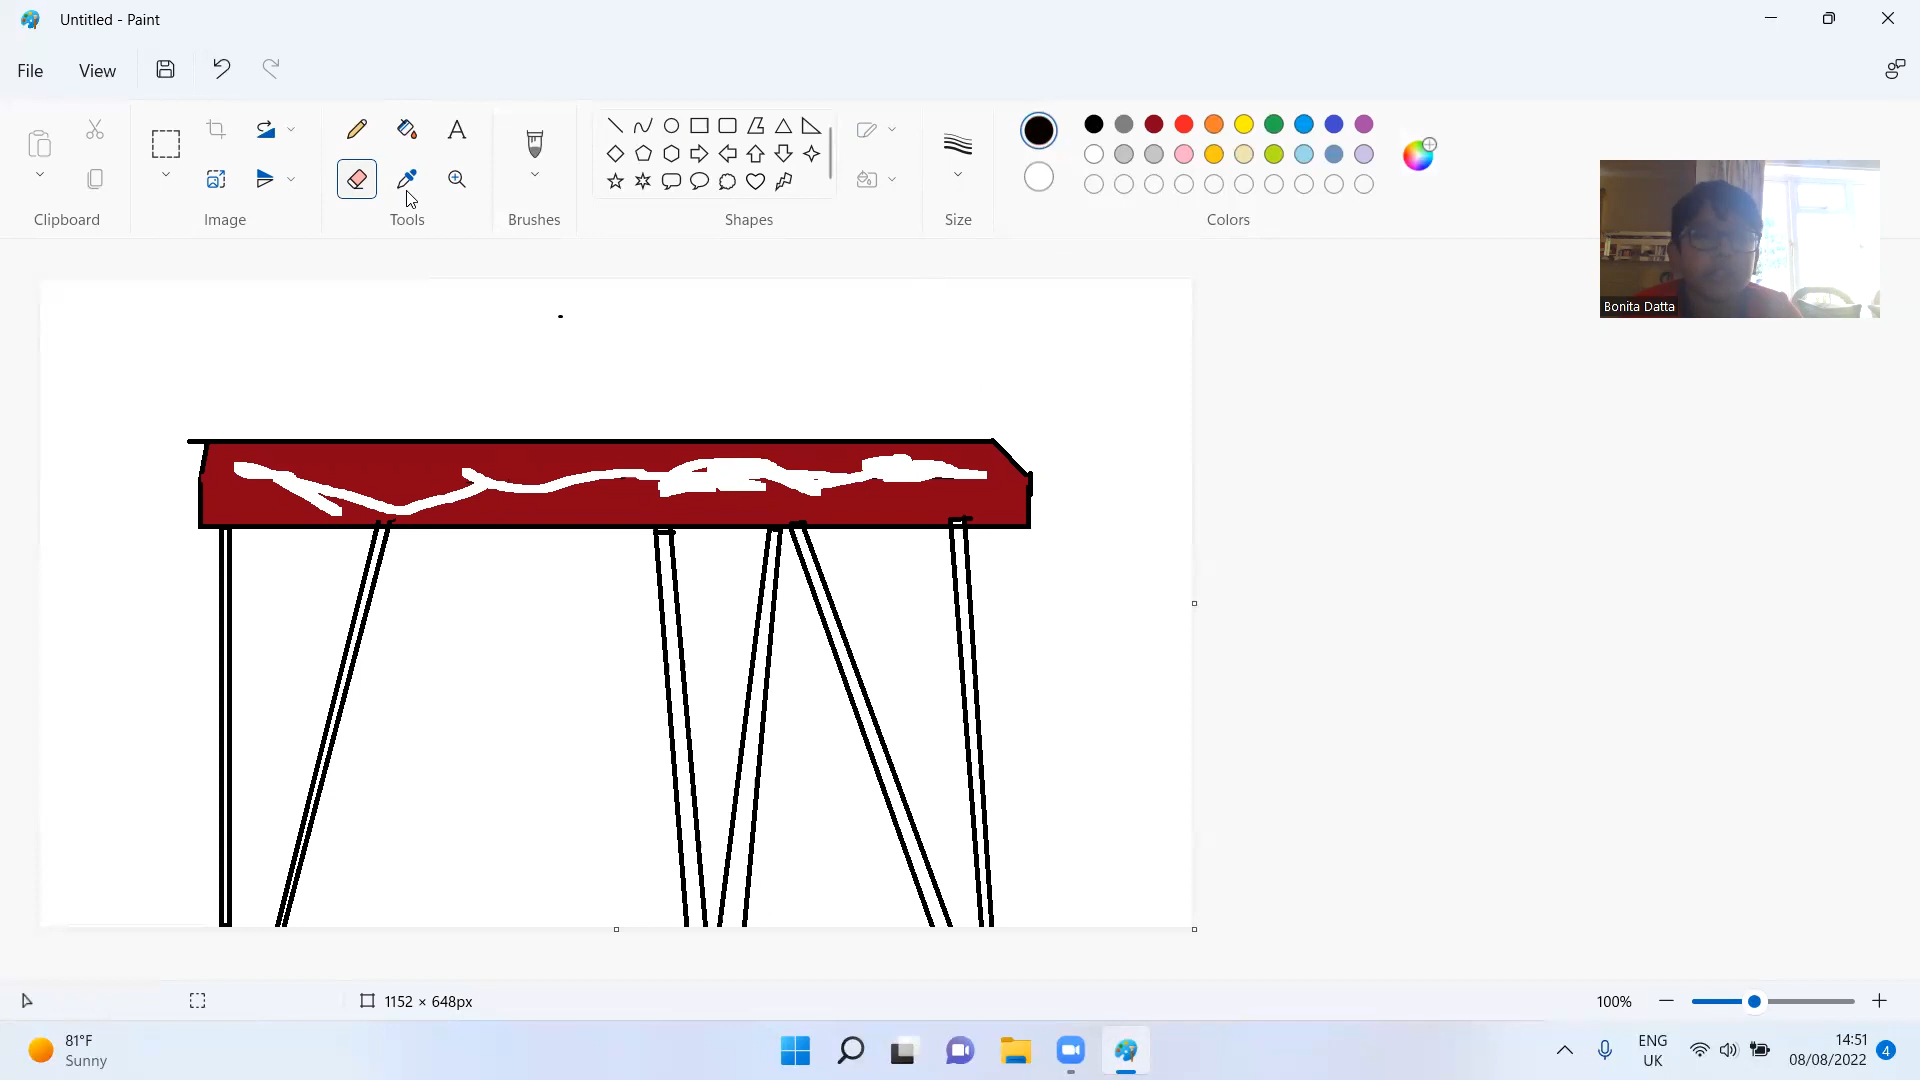 Untitled - Paint
File View
Clipboard Image Tools Brushes Shapes Size Colors
Bonita Datta
1152 × 648px
100%
81°F
Sunny
ENG
UK
14:51
08/08/2022
4